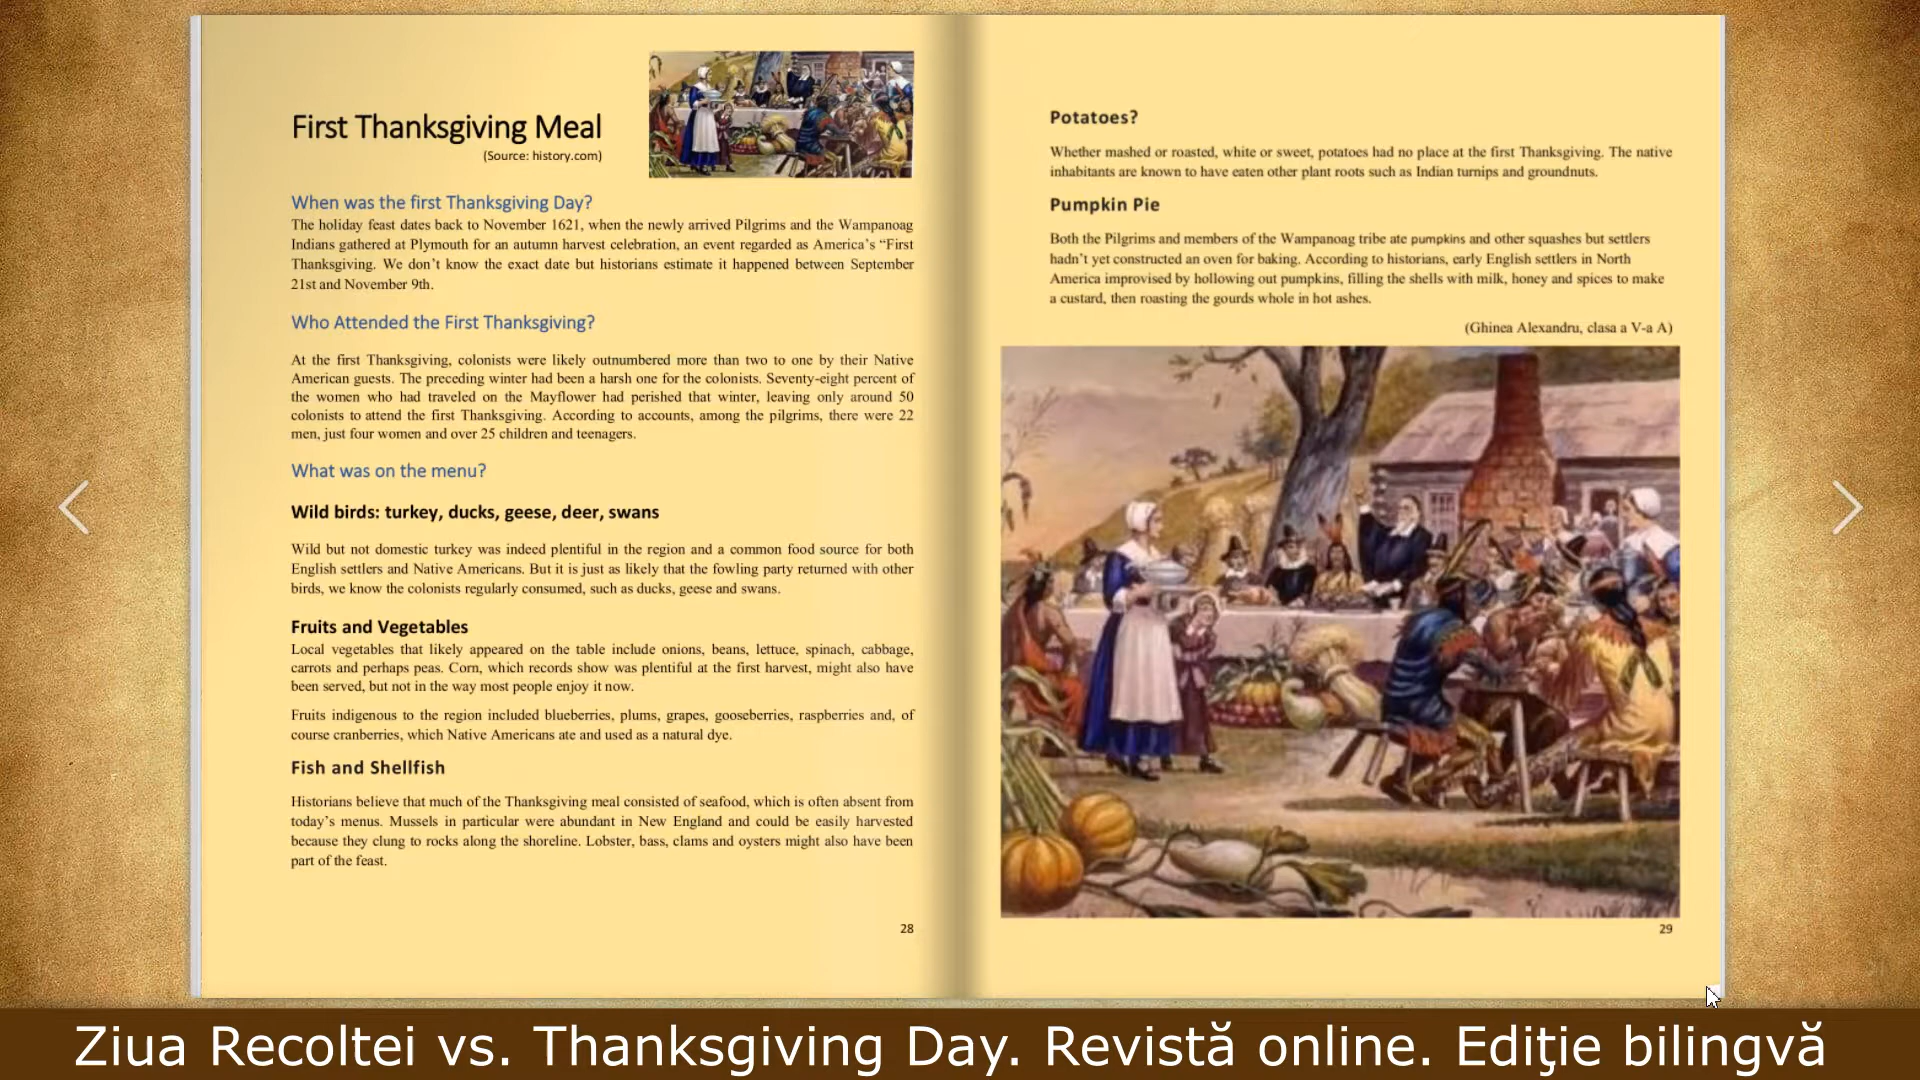 First Thanksgiving Meal
(Source: history.com)
When was the first Thanksgiving Day?
The holiday feast dates back to November 1621, when the newly arrived Pilgrims and the Wampanoag
Indians gathered at Plymouth for an autumn harvest celebration, an event regarded as America’s “First
Thanksgiving. We don’t know the exact date but historians estimate it happened between September
21st and November 9th.
Who Attended the First Thanksgiving?
At the first Thanksgiving, colonists were likely outnumbered more than two to one by their Native
American guests. The preceding winter had been a harsh one for the colonists. Seventy-eight percent of
the women who had traveled on the Mayflower had perished that winter, leaving only around 50
colonists to attend the first Thanksgiving. According to accounts, among the pilgrims, there were 22
men, just four women and over 25 children and teenagers.
What was on the menu?
Wild birds: turkey, ducks, geese, deer, swans
Wild but not domestic turkey was indeed plentiful in the region and a common food source for both
English settlers and Native Americans. But it is just as likely that the fowling party returned with other
birds, we know the colonists regularly consumed, such as ducks, geese and swans.
Fruits and Vegetables
Local vegetables that likely appeared on the table include onions, beans, lettuce, spinach, cabbage,
carrots and perhaps peas. Corn, which records show was plentiful at the first harvest, might also have
been served, but not in the way most people enjoy it now.
Fruits indigenous to the region included blueberries, plums, grapes, gooseberries, raspberries and, of
course cranberries, which Native Americans ate and used as a natural dye.
Fish and Shellfish
Historians believe that much of the Thanksgiving meal consisted of seafood, which is often absent from
today’s menus. Mussels in particular were abundant in New England and could be easily harvested
because they clung to rocks along the shoreline. Lobster, bass, clams and oysters might also have been
part of the feast.
28
Potatoes?
Whether mashed or roasted, white or sweet, potatoes had no place at the first Thanksgiving. The native
inhabitants are known to have eaten other plant roots such as Indian turnips and groundnuts.
Pumpkin Pie
Both the Pilgrims and members of the Wampanoag tribe ate pumpkins and other squashes but settlers
hadn’t yet constructed an oven for baking. According to historians, early English settlers in North
America improvised by hollowing out pumpkins, filling the shells with milk, honey and spices to make
a custard, then roasting the gourds whole in hot ashes.
(Ghinea Alexandru, clasa a V-a A)
29
Ziua Recoltei vs. Thanksgiving Day. Revistă online. Ediţie bilingvă